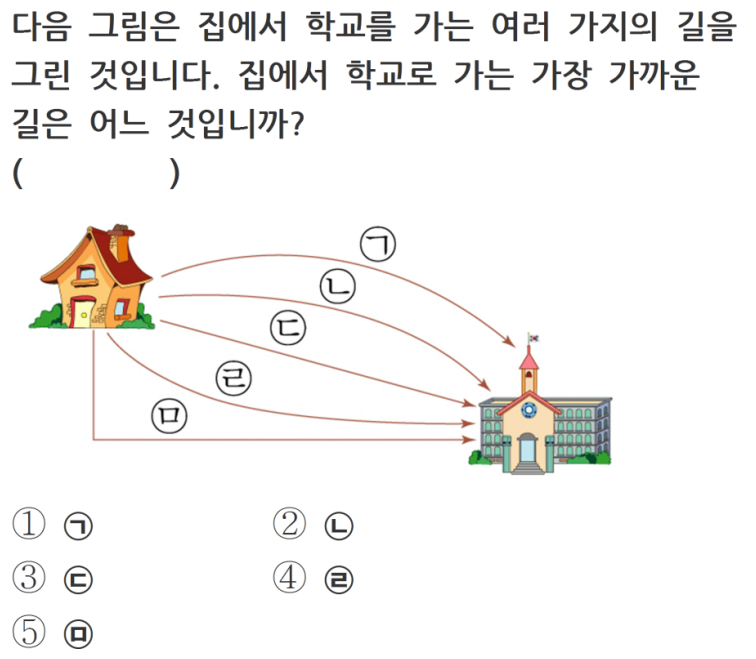 다음 그림은 집에서 학교를 가는 여러 가지의 길을
그린 것입니다. 집에서 학교로 가는 가장 가까운
길은 어느 것입니까?
(          )
㉠
㉡
㉢
㉣
㉤
① ㉠ ② ㉡
③ ㉢ ④ ㉣
⑤ ㉤